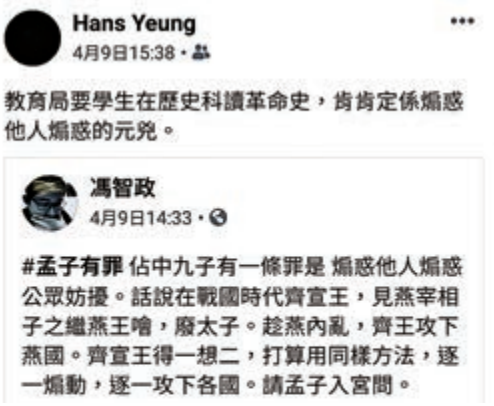 Hans Yeung
4月9日15:38
教育局要學生在歷史科讀革命史，肯肯定係煽惑
他人煽惑的元兇。
馮智政
4月9日14:33
#孟子有罪 佔中九子有一條罪是 煽惑他人煽惑
公眾妨擾。話說在戰國時代齊宣王，見燕宰相
子之繼燕王噲，廢太子。趁燕內亂，齊王攻下
燕國。齊宣王得一想二，打算用同樣方法，逐
一煽動，逐一攻下各國。請孟子入宮問。